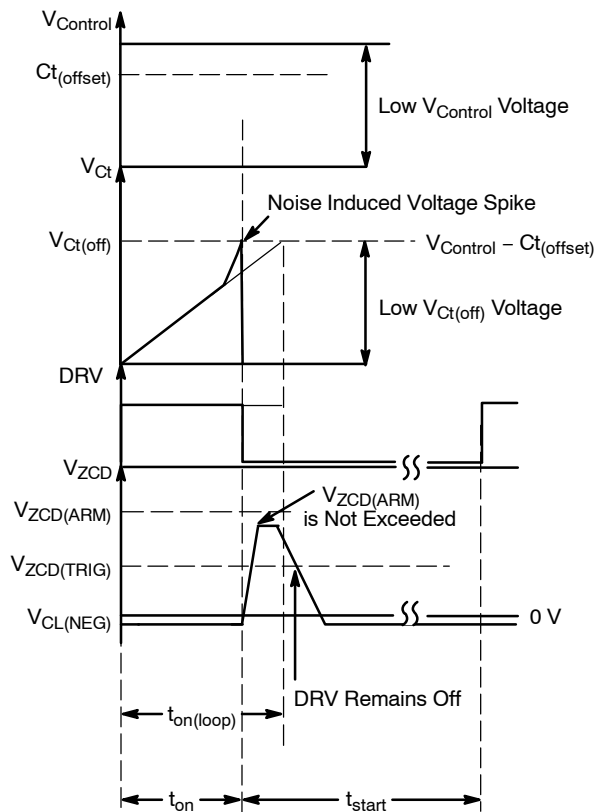 V Control
Ct(offset)
Low VControl Voltage
VCt
Noise Induced Voltage Spike
VCt(off)
VControl – Ct(offset)
Low VCt(off) Voltage
DRV
VZCD
VZCD(ARM)
VZCD(ARM)
is Not Exceeded
VZCD(TRIG)
VCL(NEG)
0 V
DRV Remains Off
ton(loop)
ton
tstart